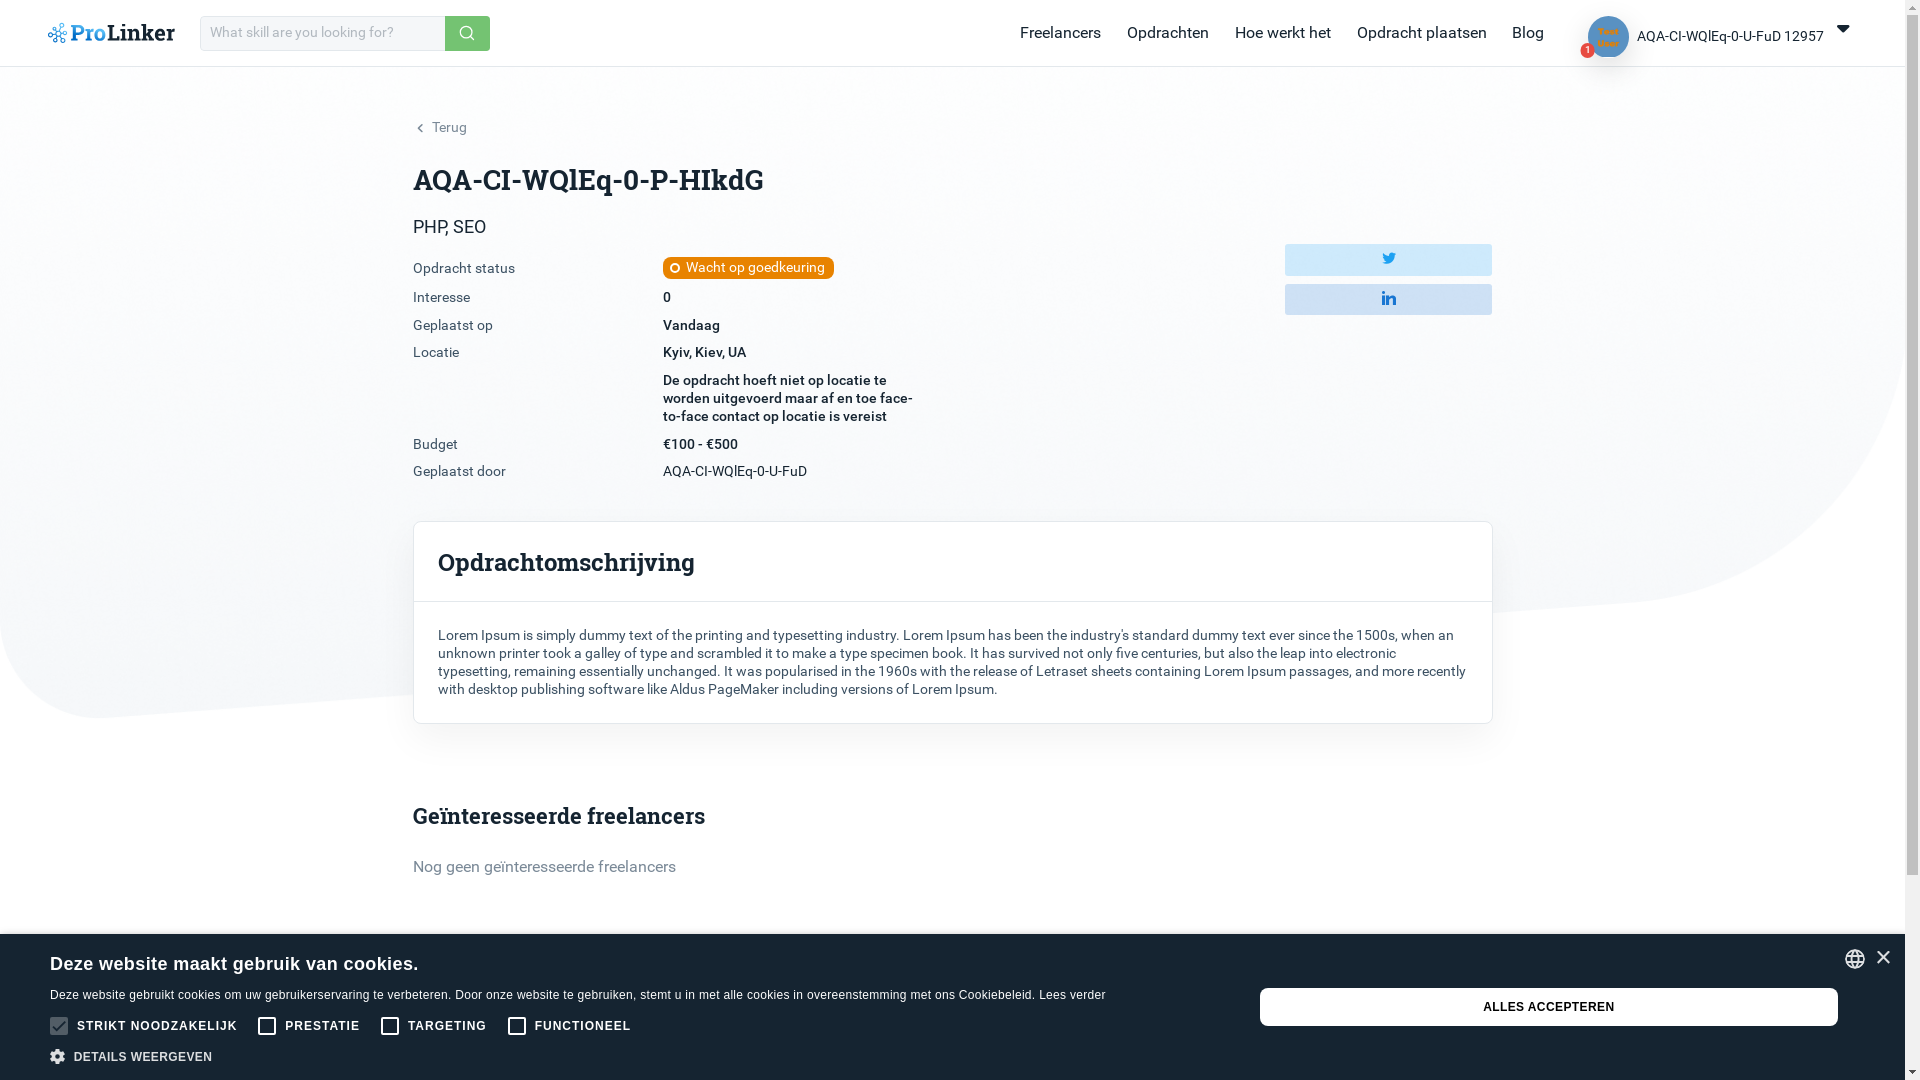 ProLinker
What skill are you looking for?
Freelancers
Opdrachten
Hoe werkt het
Opdracht plaatsen
Blog
Test
User
1
AQA-CI-WQlEq-0-U-FuD 12957
Terug
AQA-CI-WQlEq-0-P-HIkdG
PHP, SEO
Opdracht status
Wacht op goedkeuring
Interesse
0
Geplaatst op
Vandaag
Locatie
Kyiv, Kiev, UA
De opdracht hoeft niet op locatie te
worden uitgevoerd maar af en toe face-
to-face contact op locatie is vereist
Budget
€100 - €500
Geplaatst door
AQA-CI-WQlEq-0-U-FuD
Opdrachtomschrijving
Lorem Ipsum is simply dummy text of the printing and typesetting industry. Lorem Ipsum has been the industry's standard dummy text ever since the 1500s, when an
unknown printer took a galley of type and scrambled it to make a type specimen book. It has survived not only five centuries, but also the leap into electronic
typesetting, remaining essentially unchanged. It was popularised in the 1960s with the release of Letraset sheets containing Lorem Ipsum passages, and more recently
with desktop publishing software like Aldus PageMaker including versions of Lorem Ipsum.
Geïnteresseerde freelancers
Nog geen geïnteresseerde freelancers
Deze website maakt gebruik van cookies.
Deze website gebruikt cookies om uw gebruikerservaring te verbeteren. Door onze website te gebruiken, stemt u in met alle cookies in overeenstemming met ons Cookiebeleid. Lees verder
STRIKT NOODZAKELIJK
PRESTATIE
TARGETING
FUNCTIONEEL
DETAILS WEERGEVEN
ALLES ACCEPTEREN